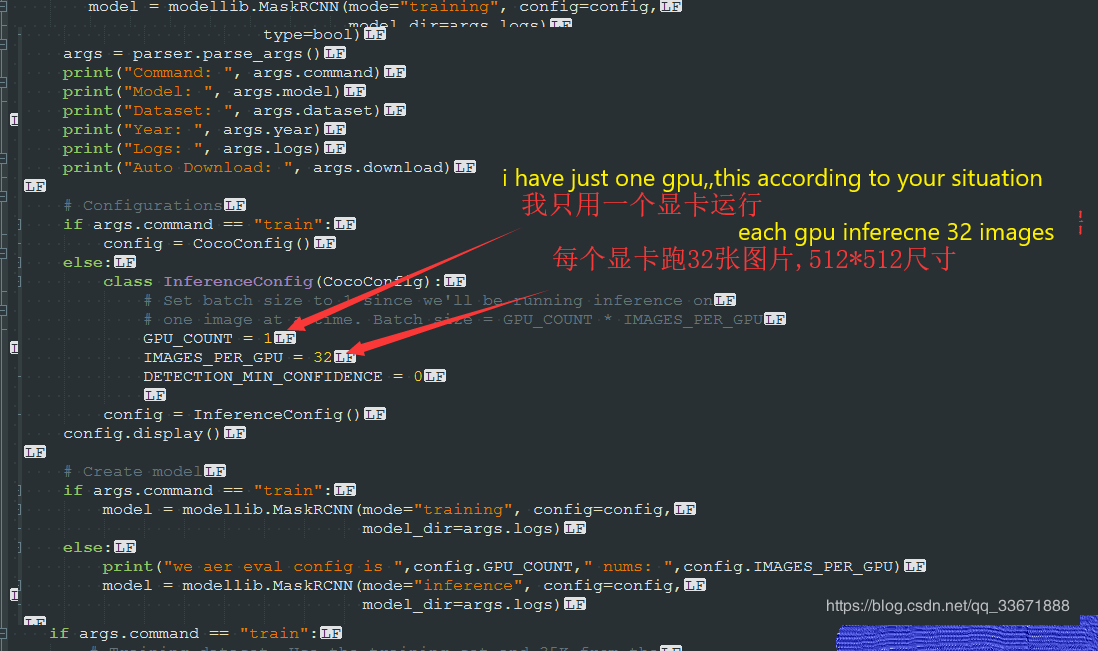 model = modellib.MaskRCNN(mode="training", config=config,LF
model_dir=args.logs)LF
type=bool)LF
args = parser.parse_args()LF
print("Command: ", args.command)LF
print("Model: ", args.model)LF
print("Dataset: ", args.dataset)LF
print("Year: ", args.year)LF
print("Logs: ", args.logs)LF
print("Auto Download: ", args.download)LF
i have just one gpu,,this according to your situation
LF
我只用一个显卡运行
# ConfigurationsLF
if args.command == "train":LF
each gpu inferecne 32 images
config = CocoConfig()LF
每个显卡跑32张图片,512*512尺寸
else:LF
class InferenceConfig(CocoConfig):LF
# Set batch size to 1 since we'll be running inference onLF
# one image at a time. Batch size = GPU_COUNT * IMAGES_PER_GPULF
GPU_COUNT = 1LF
IMAGES_PER_GPU = 32LF
DETECTION_MIN_CONFIDENCE = 0LF
LF
config = InferenceConfig()LF
config.display()LF
LF
# Create modelLF
if args.command == "train":LF
model = modellib.MaskRCNN(mode="training", config=config,LF
model_dir=args.logs)LF
else:LF
print("we aer eval config is ",config.GPU_COUNT," nums: ",config.IMAGES_PER_GPU)LF
model = modellib.MaskRCNN(mode="inference", config=config,LF
model_dir=args.logs)LF
https://blog.csdn.net/qq_33671888
LF
if args.command == "train":LF
# Training dataset. Use the training set and 35K from theLF